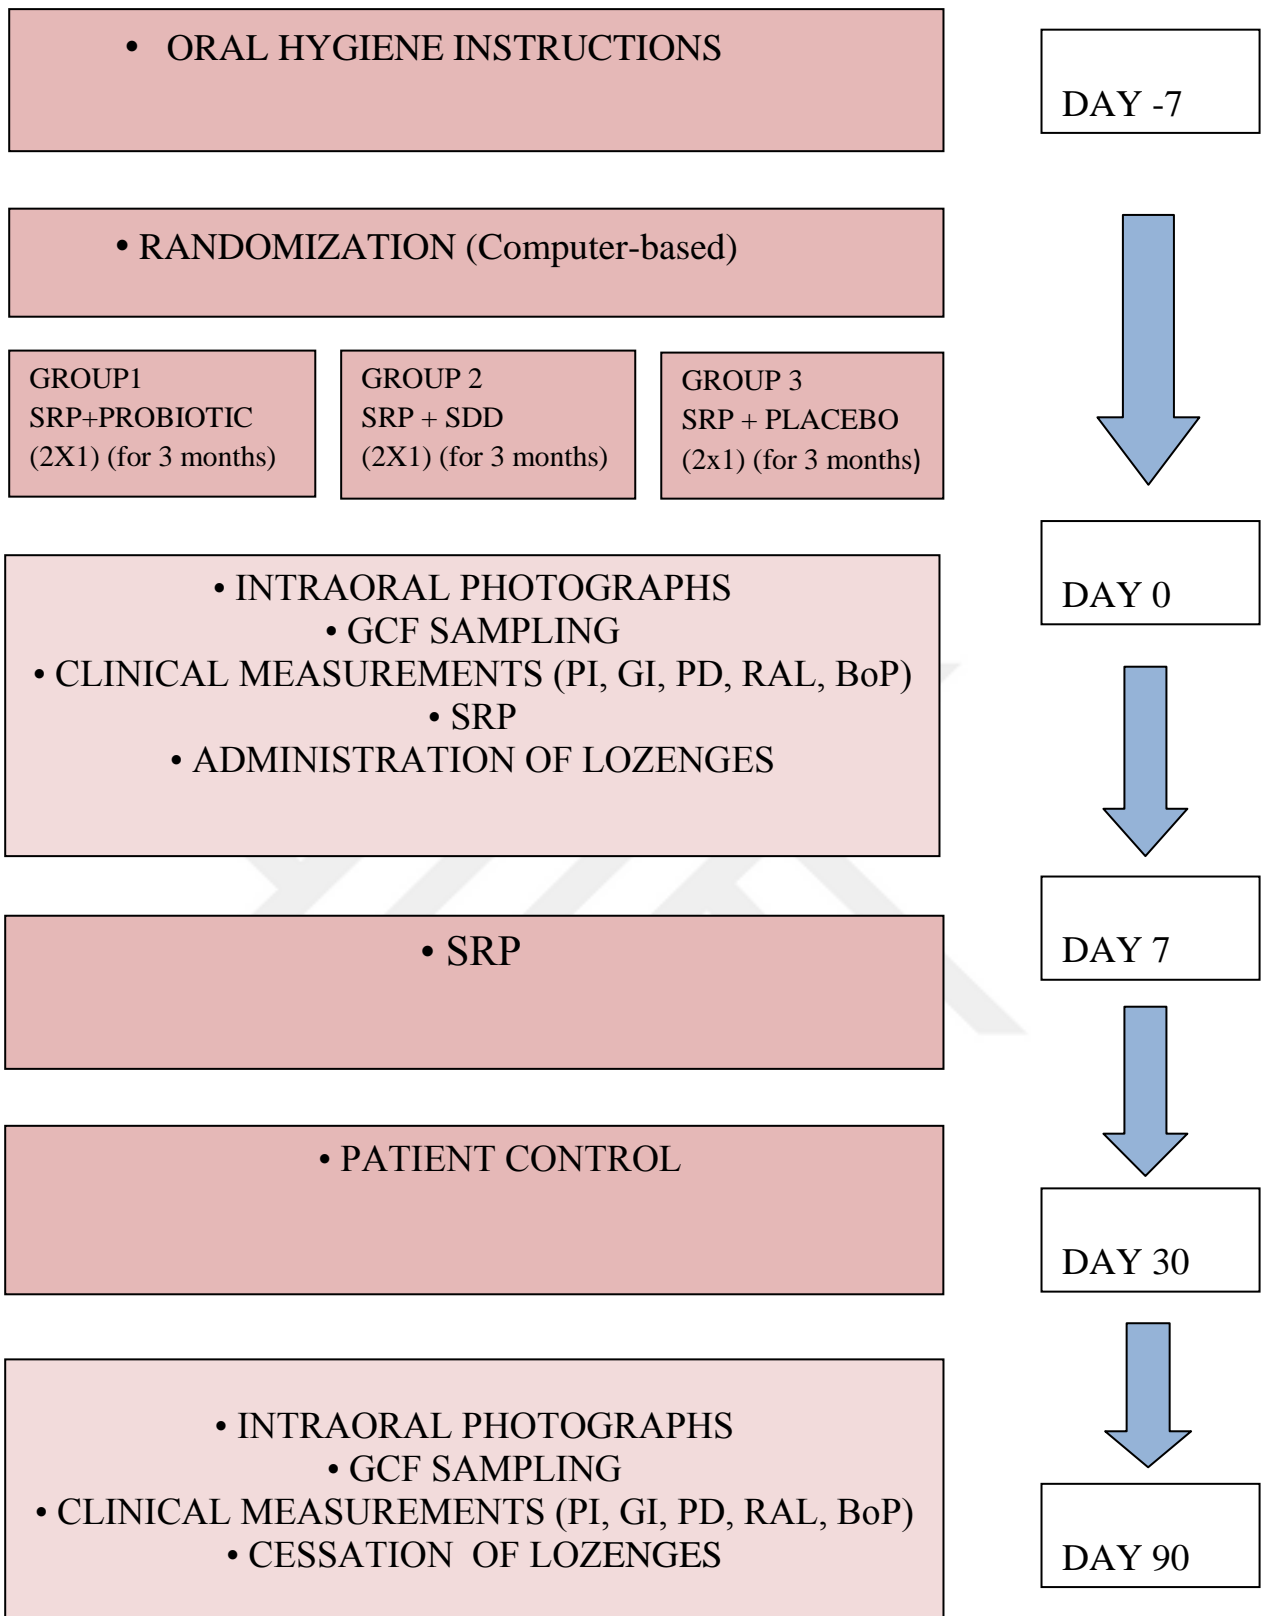 • ORAL HYGIENE INSTRUCTIONS
DAY -7
• RANDOMIZATION (Computer-based)
GROUP1
SRP+PROBIOTIC
(2X1) (for 3 months)
GROUP 2
SRP + SDD
(2X1) (for 3 months)
GROUP 3
SRP + PLACEBO
(2x1) (for 3 months)
DAY 0
• INTRAORAL PHOTOGRAPHS
• GCF SAMPLING
• CLINICAL MEASUREMENTS (PI, GI, PD, RAL, BoP)
• SRP
• ADMINISTRATION OF LOZENGES
• SRP
DAY 7
• PATIENT CONTROL
DAY 30
• INTRAORAL PHOTOGRAPHS
• GCF SAMPLING
• CLINICAL MEASUREMENTS (PI, GI, PD, RAL, BoP)
• CESSATION OF LOZENGES
DAY 90